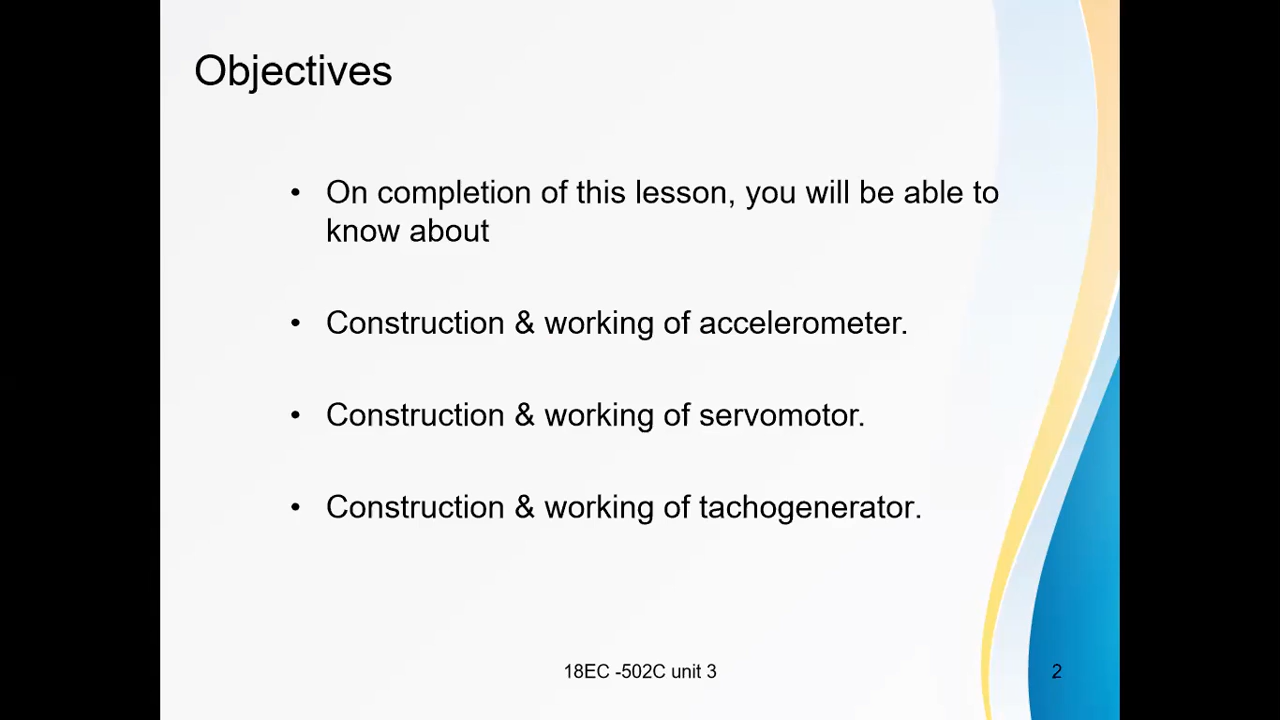 Objectives
• On completion of this lesson, you will be able to
know about
• Construction & working of accelerometer.
• Construction & working of servomotor.
• Construction & working of tachogenerator.
18EC -502C unit 3
2